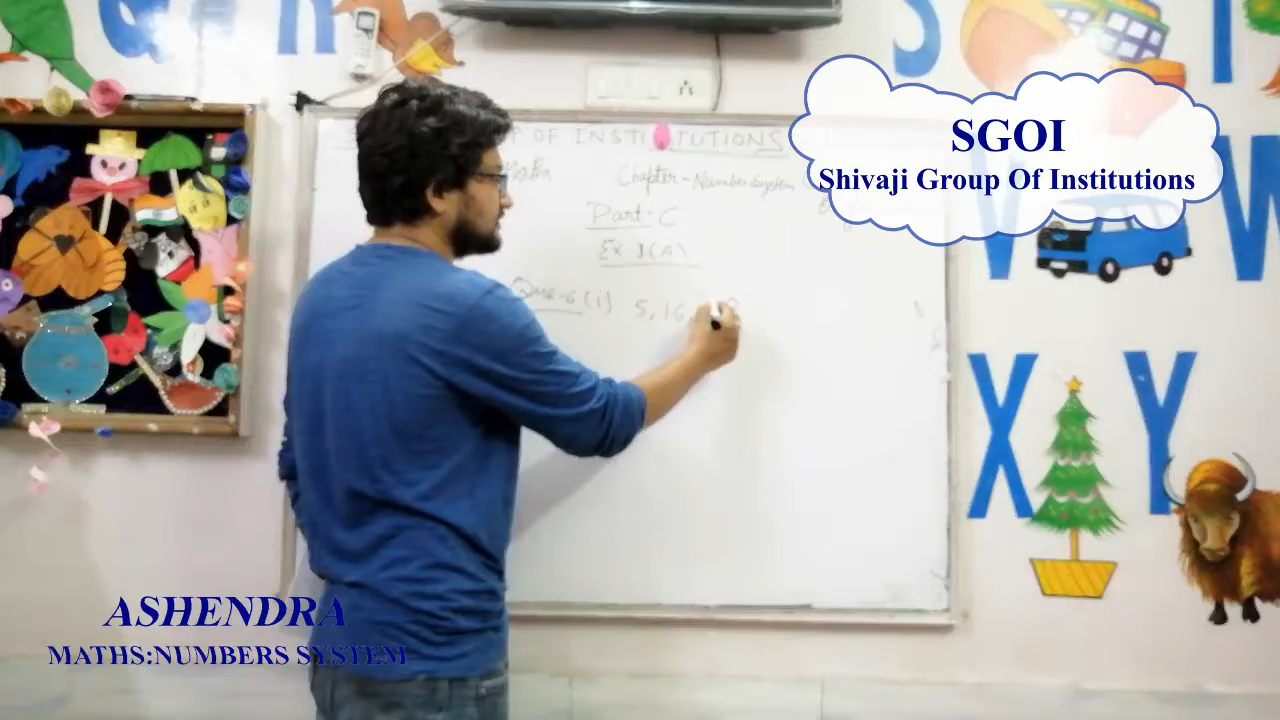 SGOI
Shivaji Group Of Institutions
P OF INSTITUTIONS
Chapter - Number System
Part-C
Ex 1(A)
Que-6 (i) 5, 16,
S
V W
X Y
ASHENDRA
MATHS:NUMBERS SYSTEM